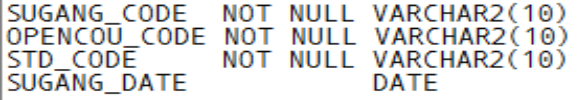 SUGANG_CODE NOT NULL VARCHAR2(10)
OPENCOU_CODE NOT NULL VARCHAR2(10)
STD_CODE NOT NULL VARCHAR2(10)
SUGANG_DATE DATE